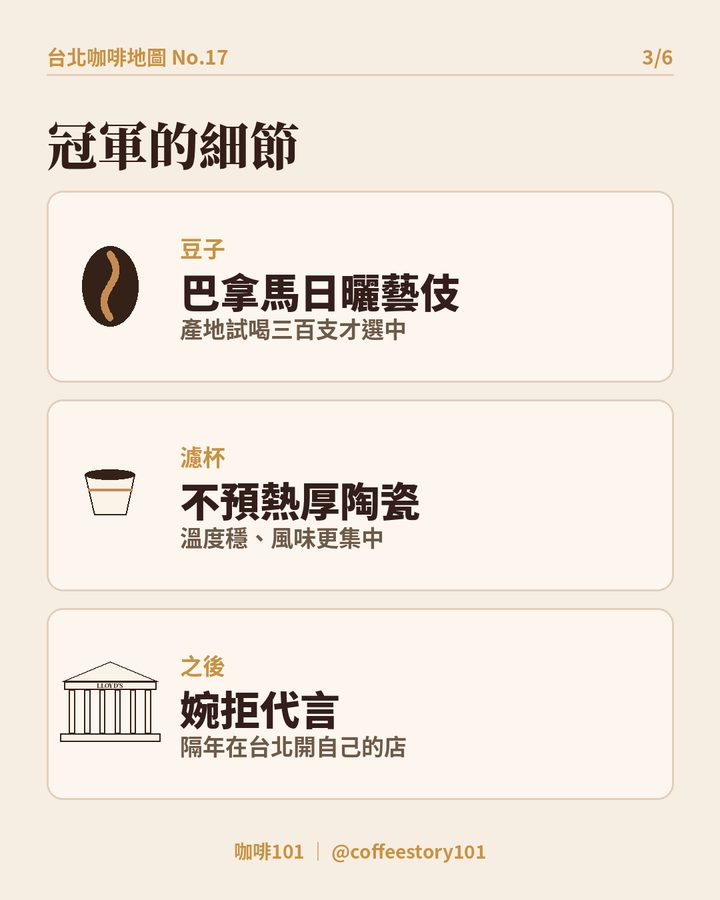 台北咖啡地圖 No.17
3/6
冠軍的細節
豆子
巴拿馬日曬藝伎
產地試喝三百支才選中
濾杯
不預熱厚陶瓷
溫度穩、風味更集中
LLOYD'S
之後
婉拒代言
隔年在台北開自己的店
咖啡101｜@coffeestory101